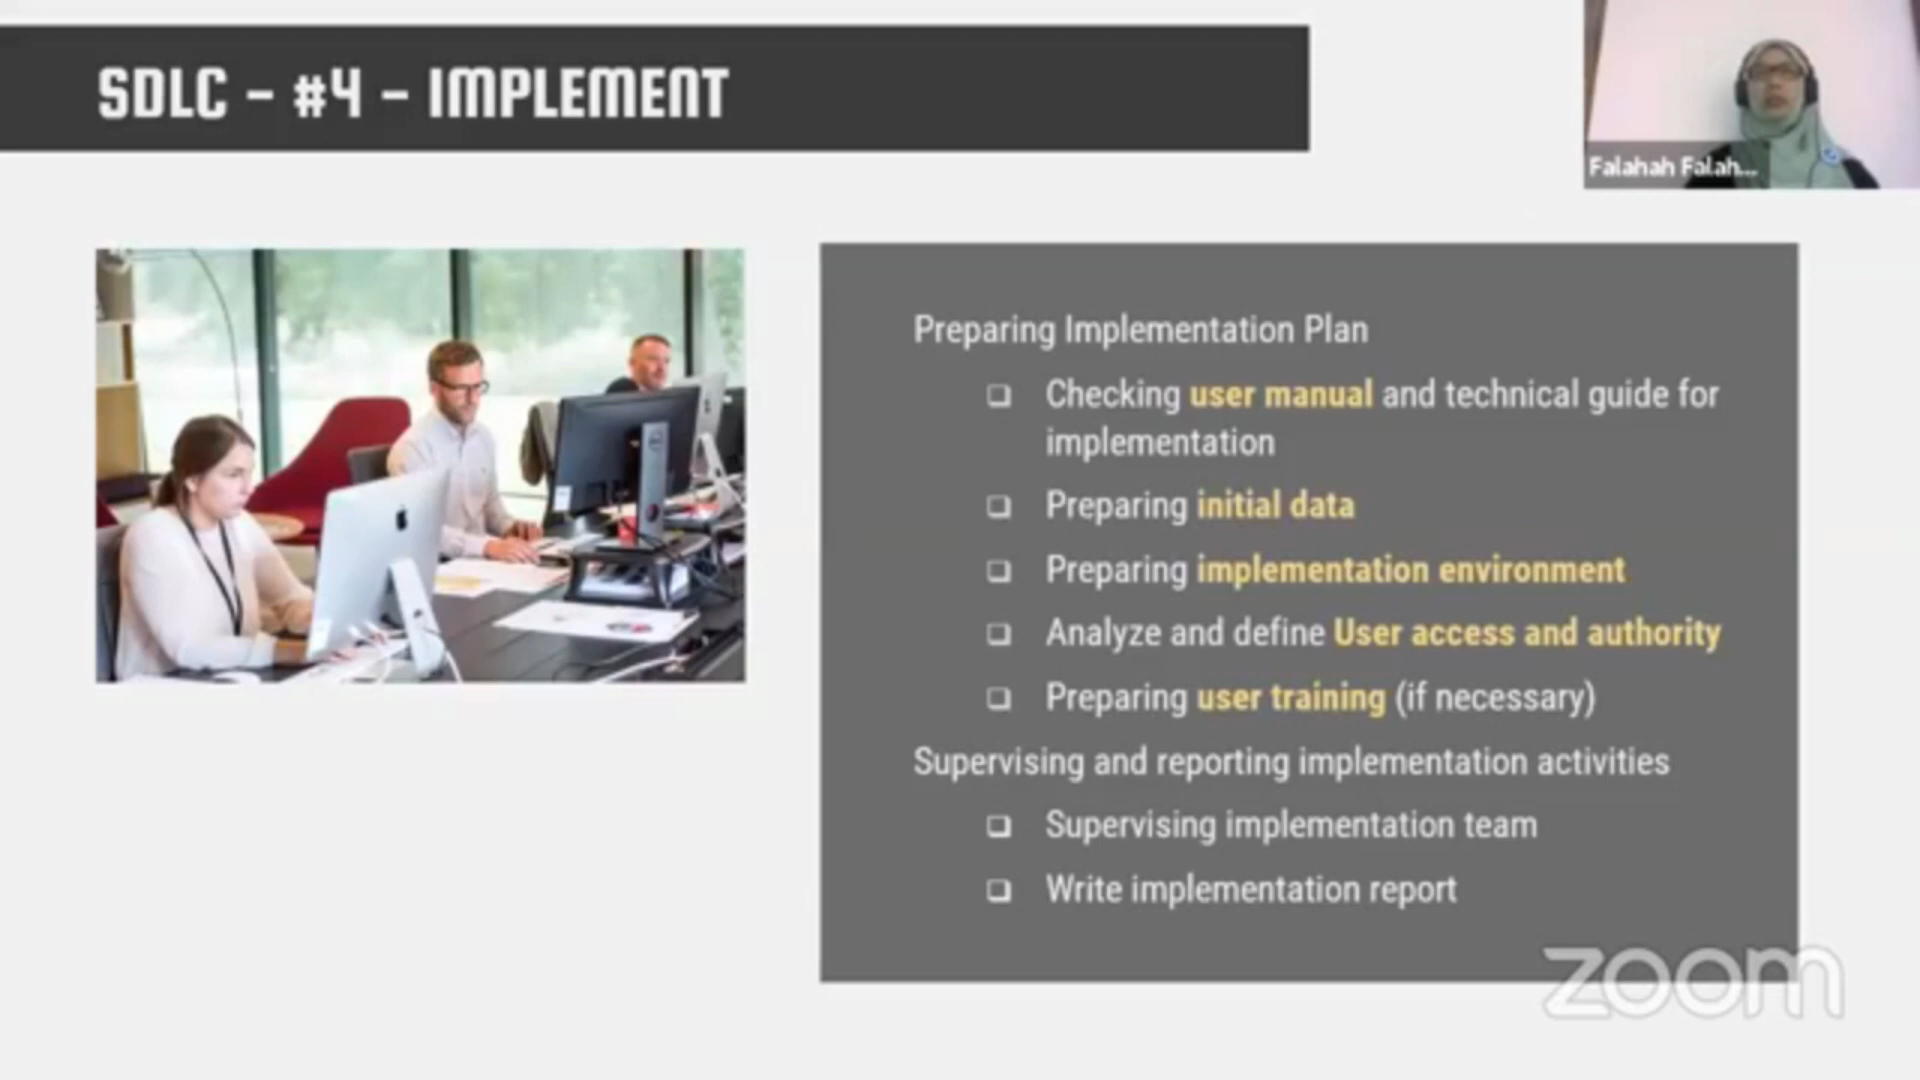 SDLC - #4 - IMPLEMENT
Falahah Falah...
Preparing Implementation Plan
❑ Checking user manual and technical guide for
implementation
❑ Preparing initial data
❑ Preparing implementation environment
❑ Analyze and define User access and authority
❑ Preparing user training (if necessary)
Supervising and reporting implementation activities
❑ Supervising implementation team
❑ Write implementation report
zoom